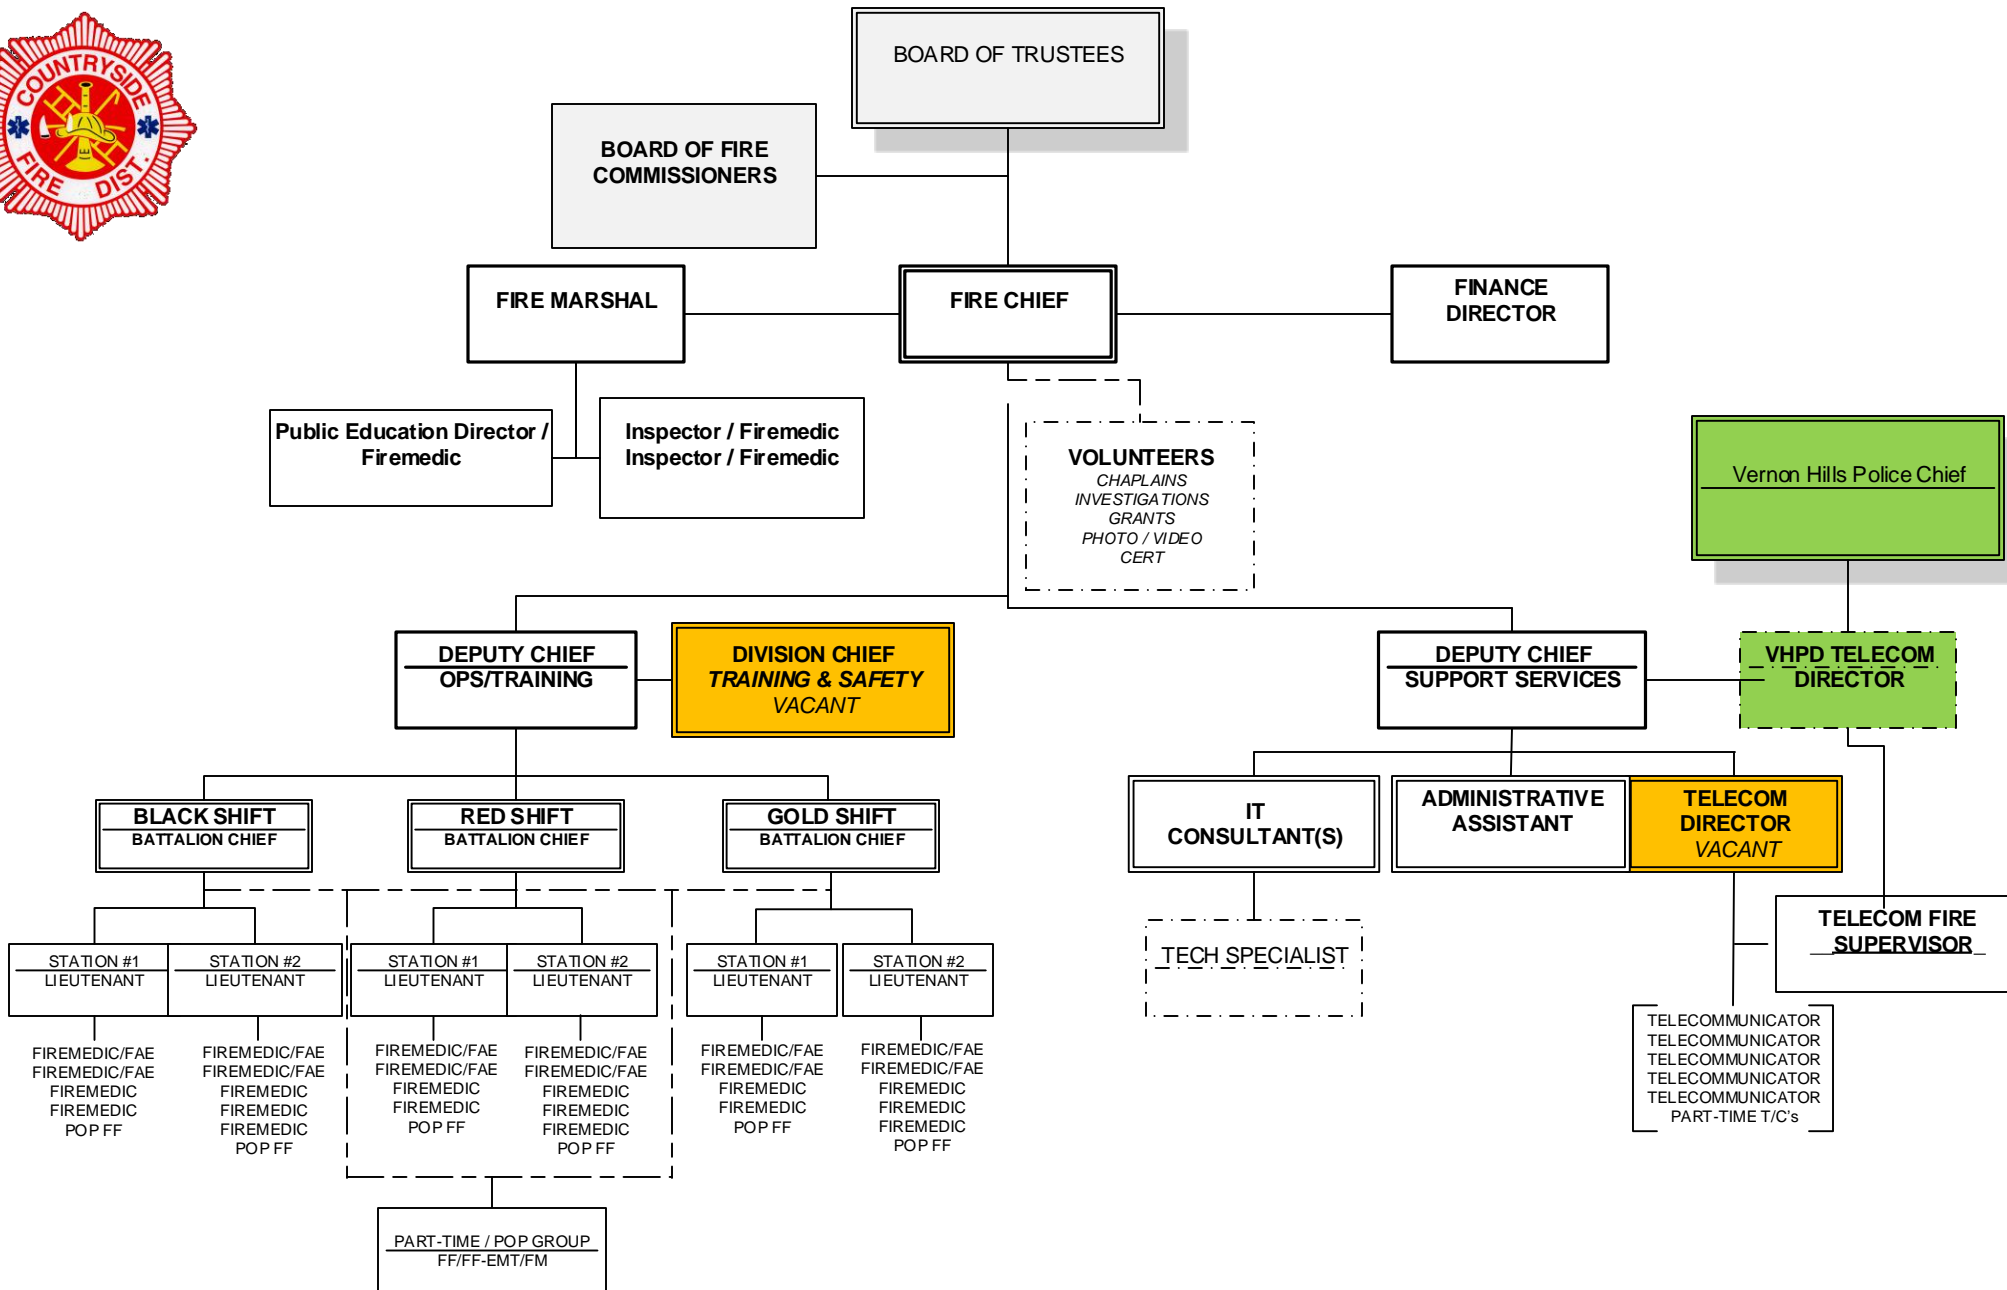 COUNTRYSIDE
FIRE DIST.
BOARD OF TRUSTEES
BOARD OF FIRE
COMMISSIONERS
FIRE MARSHAL
FIRE CHIEF
FINANCE
DIRECTOR
Public Education Director /
Firemedic
Inspector / Firemedic
Inspector / Firemedic
VOLUNTEERS
CHAPLAINS
INVESTIGATIONS
GRANTS
PHOTO / VIDEO
CERT
Vernon Hills Police Chief
DEPUTY CHIEF
OPS/TRAINING
DIVISION CHIEF
TRAINING & SAFETY
VACANT
DEPUTY CHIEF
SUPPORT SERVICES
VHPD TELECOM
DIRECTOR
BLACK SHIFT
BATTALION CHIEF
RED SHIFT
BATTALION CHIEF
GOLD SHIFT
BATTALION CHIEF
IT
CONSULTANT(S)
ADMINISTRATIVE
ASSISTANT
TELECOM
DIRECTOR
VACANT
STATION #1
LIEUTENANT
STATION #2
LIEUTENANT
STATION #1
LIEUTENANT
STATION #2
LIEUTENANT
STATION #1
LIEUTENANT
STATION #2
LIEUTENANT
TECH SPECIALIST
TELECOM FIRE
SUPERVISOR
FIREMEDIC/FAE
FIREMEDIC/FAE
FIREMEDIC
FIREMEDIC
POP FF
FIREMEDIC/FAE
FIREMEDIC/FAE
FIREMEDIC
FIREMEDIC
FIREMEDIC
POP FF
FIREMEDIC/FAE
FIREMEDIC/FAE
FIREMEDIC
FIREMEDIC
POP FF
FIREMEDIC/FAE
FIREMEDIC/FAE
FIREMEDIC
FIREMEDIC
FIREMEDIC
POP FF
FIREMEDIC/FAE
FIREMEDIC/FAE
FIREMEDIC
FIREMEDIC
POP FF
FIREMEDIC/FAE
FIREMEDIC/FAE
FIREMEDIC
FIREMEDIC
FIREMEDIC
POP FF
TELECOMMUNICATOR
TELECOMMUNICATOR
TELECOMMUNICATOR
TELECOMMUNICATOR
TELECOMMUNICATOR
PART-TIME T/C's
PART-TIME / POP GROUP
FF/FF-EMT/FM